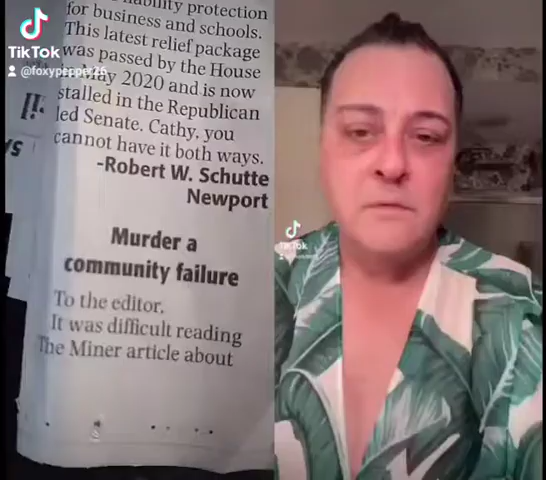 TikTok
@foxypepper26
protection
for business and schools.
This latest relief package
was passed by the House
May 2020 and is now
stalled in the Republican
led Senate. Cathy, you
cannot have it both ways.
-Robert W. Schutte
Newport
Murder a
community failure
To the editor,
It was difficult reading
The Miner article about
TikTok